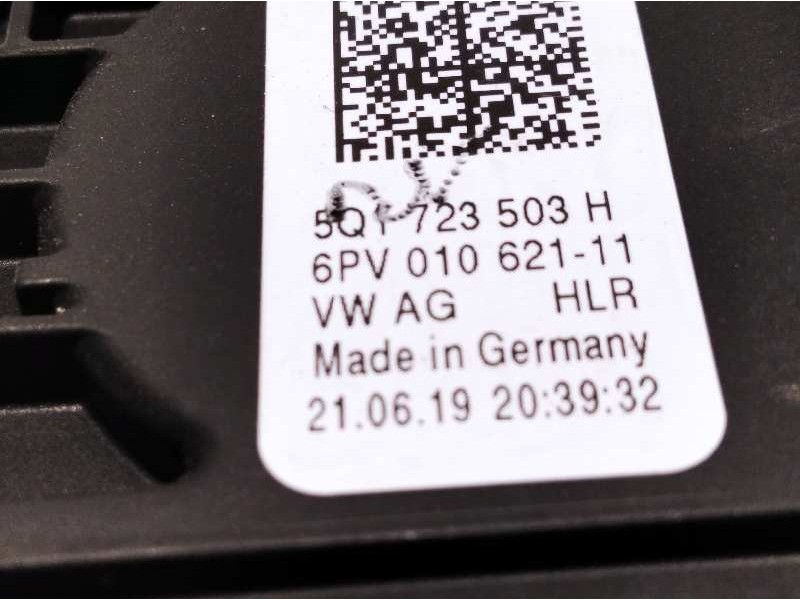 5Q1 723 503 H
6PV 010 621-11
VW AG HLR
Made in Germany
21.06.19 20:39:32